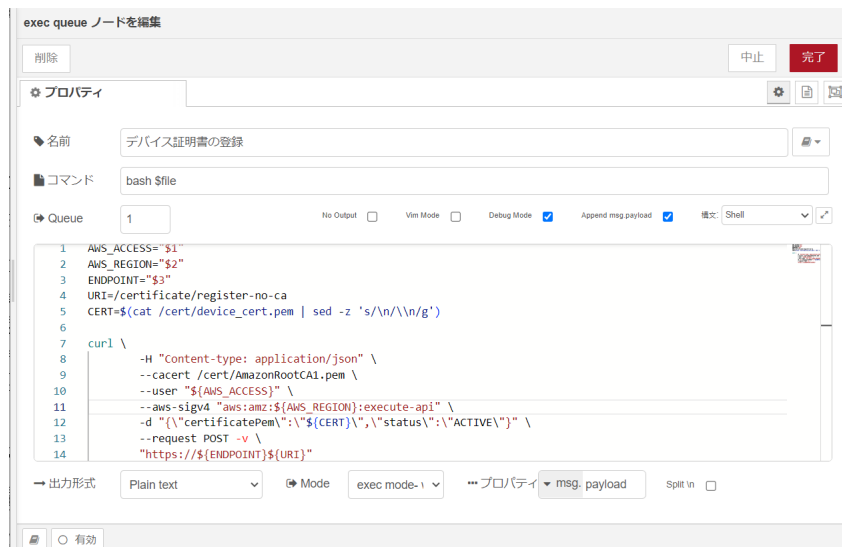 exec queue ノードを編集
削除 中止 完了
プロパティ
名前 デバイス証明書の登録
コマンド bash $file
Queue 1 No Output Vim Mode Debug Mode Append msg.payload 構文: Shell
1 AWS_ACCESS="$1"
2 AWS_REGION="$2"
3 ENDPOINT="$3"
4 URI=/certificate/register-no-ca
5 CERT=$(cat /cert/device_cert.pem | sed -z 's/\n/\\n/g')
6
7 curl \
8 -H "Content-type: application/json" \
9 --cacert /cert/AmazonRootCA1.pem \
10 --user "${AWS_ACCESS}" \
11 --aws-sigv4 "aws:amz:${AWS_REGION}:execute-api" \
12 -d "{\"certificatePem\":\"${CERT}\",\"status\":\"ACTIVE\"}" \
13 --request POST -v \
14 "https://${ENDPOINT}${URI}"
出力形式 Plain text Mode exec mode- プロパティ msg. payload Split \n
有効